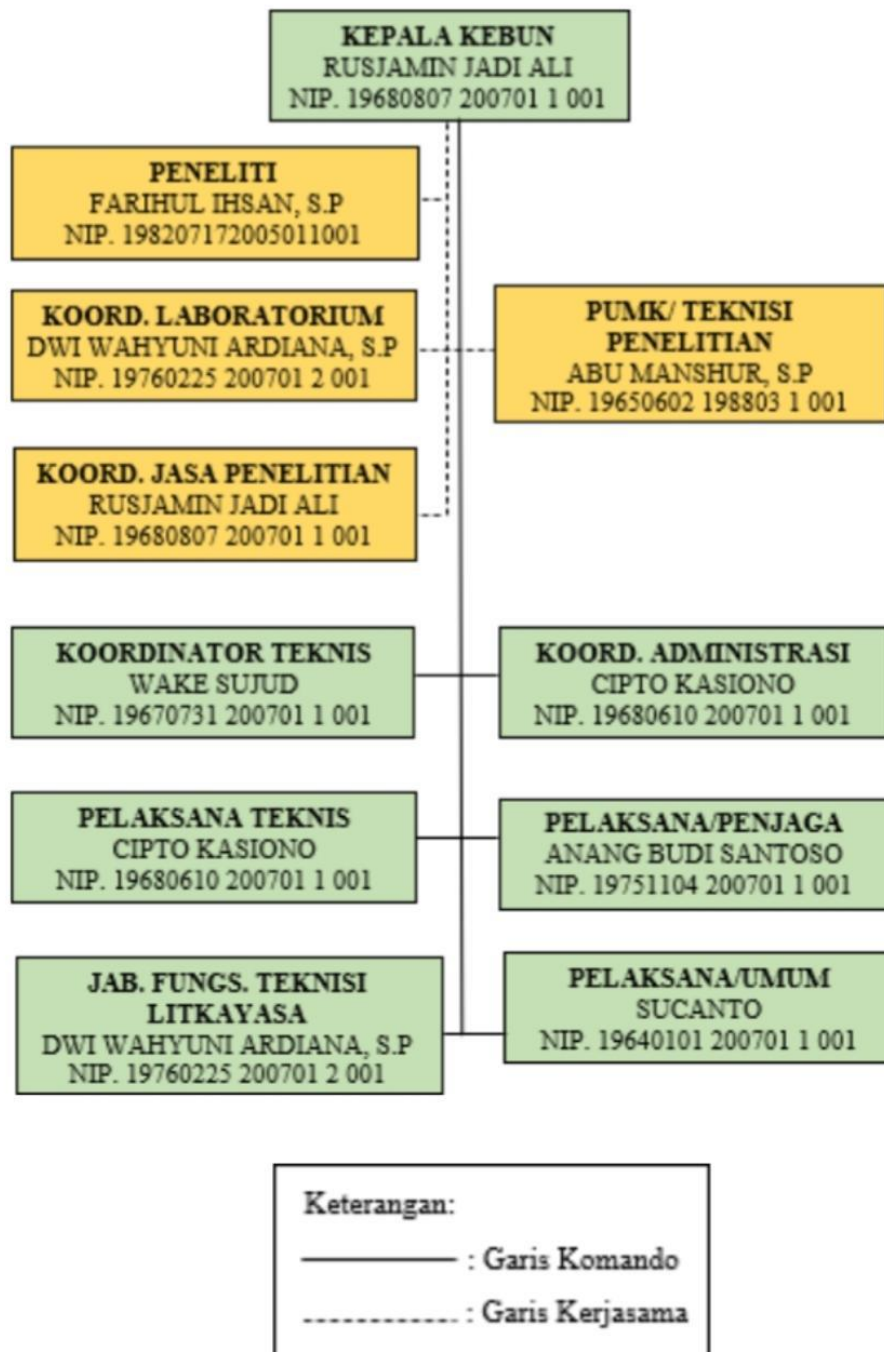 KEPALA KEBUN
RUSJAMIN JADI ALI
NIP. 19680807 200701 1 001
PENELITI
FARIHUL IHSAN, S.P
NIP. 198207172005011001
KOORD. LABORATORIUM
DWI WAHYUNI ARDIANA, S.P
NIP. 19760225 200701 2 001
PUMK/ TEKNISI
PENELITIAN
ABU MANSHUR, S.P
NIP. 19650602 198803 1 001
KOORD. JASA PENELITIAN
RUSJAMIN JADI ALI
NIP. 19680807 200701 1 001
KOORDINATOR TEKNIS
WAKE SUJUD
NIP. 19670731 200701 1 001
KOORD. ADMINISTRASI
CIPTO KASIONO
NIP. 19680610 200701 1 001
PELAKSANA TEKNIS
CIPTO KASIONO
NIP. 19680610 200701 1 001
PELAKSANA/PENJAGA
ANANG BUDI SANTOSO
NIP. 19751104 200701 1 001
JAB. FUNGS. TEKNISI
LITKAYASA
DWI WAHYUNI ARDIANA, S.P
NIP. 19760225 200701 2 001
PELAKSANA/UMUM
SUCANTO
NIP. 19640101 200701 1 001
Keterangan:
: Garis Komando
: Garis Kerjasama